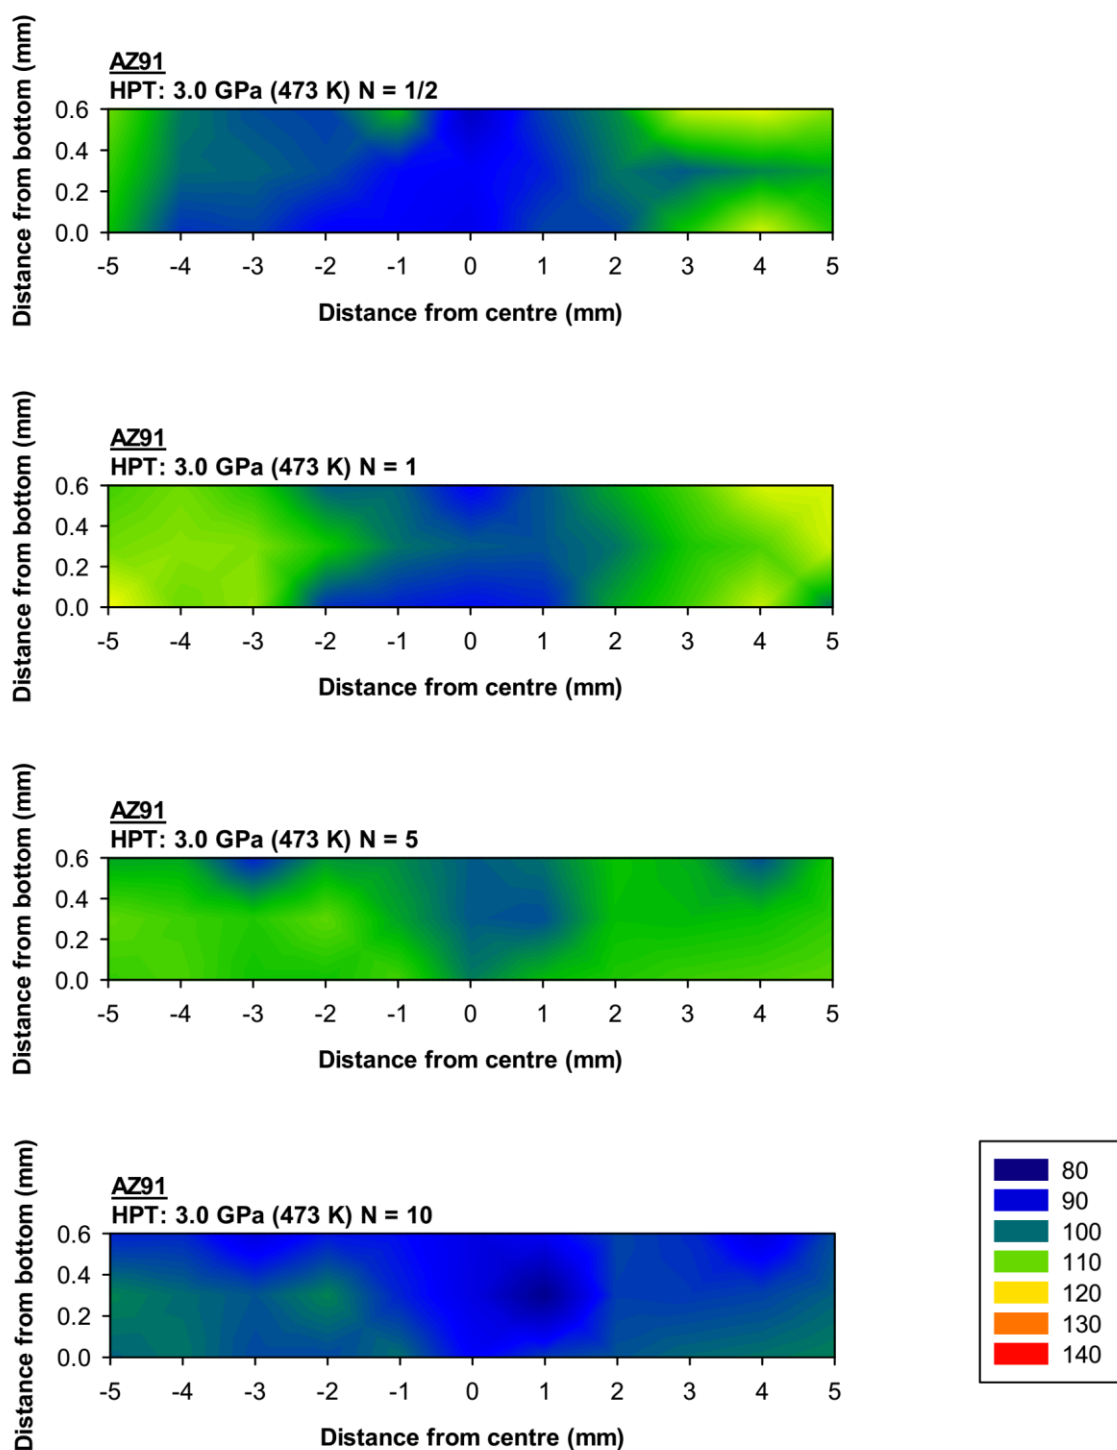 AZ91
HPT: 3.0 GPa (473 K) N = 1/2
Distance from bottom (mm)
0.6
0.4
0.2
0.0
-5 -4 -3 -2 -1 0 1 2 3 4 5
Distance from centre (mm)
AZ91
HPT: 3.0 GPa (473 K) N = 1
Distance from bottom (mm)
0.6
0.4
0.2
0.0
-5 -4 -3 -2 -1 0 1 2 3 4 5
Distance from centre (mm)
AZ91
HPT: 3.0 GPa (473 K) N = 5
Distance from bottom (mm)
0.6
0.4
0.2
0.0
-5 -4 -3 -2 -1 0 1 2 3 4 5
Distance from centre (mm)
AZ91
HPT: 3.0 GPa (473 K) N = 10
Distance from bottom (mm)
0.6
0.4
0.2
0.0
-5 -4 -3 -2 -1 0 1 2 3 4 5
Distance from centre (mm)
80
90
100
110
120
130
140